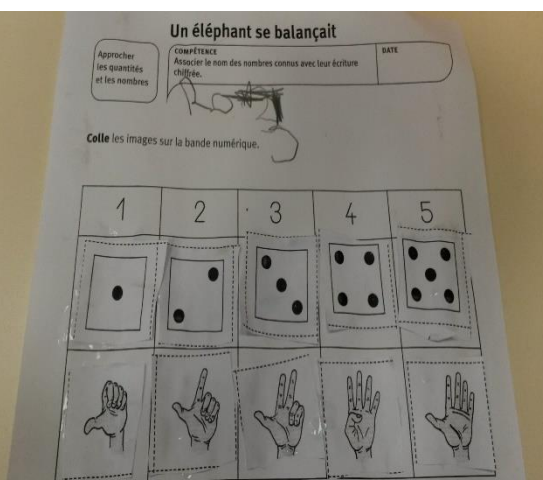 Un éléphant se balançait
Approcher
les quantités
et les nombres
COMPÉTENCE
Associer le nom des nombres connus avec leur écriture
chiffrée.
DATE
Colle les images sur la bande numérique.
1 2 3 4 5